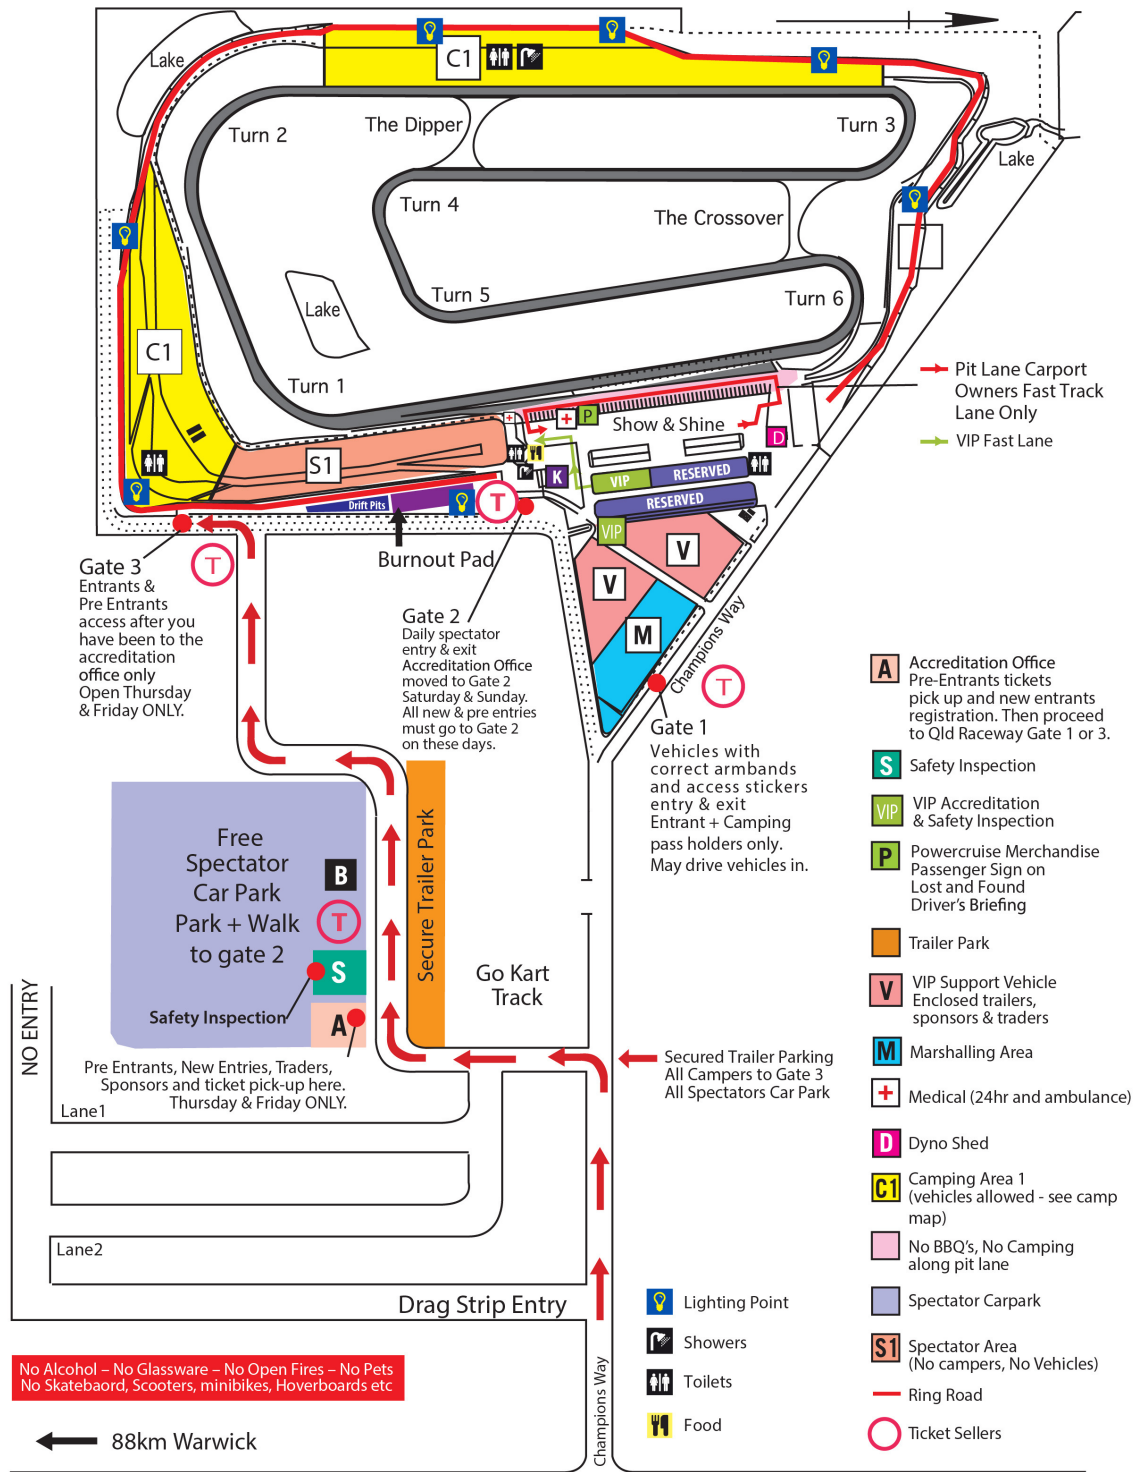 Lake
C1
Turn 2
The Dipper
Turn 3
Lake
Turn 4
The Crossover
Turn 5
Turn 6
Lake
C1
Turn 1
Pit Lane Carport
Owners Fast Track
Lane Only
VIP Fast Lane
P
Show & Shine
D
S1
K
VIP
RESERVED
RESERVED
Drift Pits
T
VIP
V
V
M
Burnout Pad
T
Gate 3
Entrants &
Pre Entrants
access after you
have been to the
accreditation
office only
Open Thursday
& Friday ONLY.
Gate 2
Daily spectator
entry & exit
Accreditation Office
moved to Gate 2
Saturday & Sunday.
All new & pre entries
must go to Gate 2
on these days.
Champions Way
T
Gate 1
Vehicles with
correct armbands
and access stickers
entry & exit
Entrant + Camping
pass holders only.
May drive vehicles in.
Free
Spectator
Car Park
Park + Walk
to gate 2
B
T
S
A
Safety Inspection
Secure Trailer Park
Go Kart
Track
NO ENTRY
Pre Entrants, New Entries, Traders,
Sponsors and ticket pick-up here.
Thursday & Friday ONLY.
Secured Trailer Parking
All Campers to Gate 3
All Spectators Car Park
Lane1
Lane2
Drag Strip Entry
Champions Way
No Alcohol – No Glassware – No Open Fires – No Pets
No Skatebaord, Scooters, minibikes, Hoverboards etc
88km Warwick
Lighting Point
Showers
Toilets
Food
A
Accreditation Office
Pre-Entrants tickets
pick up and new entrants
registration. Then proceed
to Qld Raceway Gate 1 or 3.
S
Safety Inspection
VIP
VIP Accreditation
& Safety Inspection
P
Powercruise Merchandise
Passenger Sign on
Lost and Found
Driver's Briefing
Trailer Park
V
VIP Support Vehicle
Enclosed trailers,
sponsors & traders
M
Marshalling Area
Medical (24hr and ambulance)
D
Dyno Shed
C1
Camping Area 1
(vehicles allowed - see camp
map)
No BBQ's, No Camping
along pit lane
Spectator Carpark
S1
Spectator Area
(No campers, No Vehicles)
Ring Road
Ticket Sellers